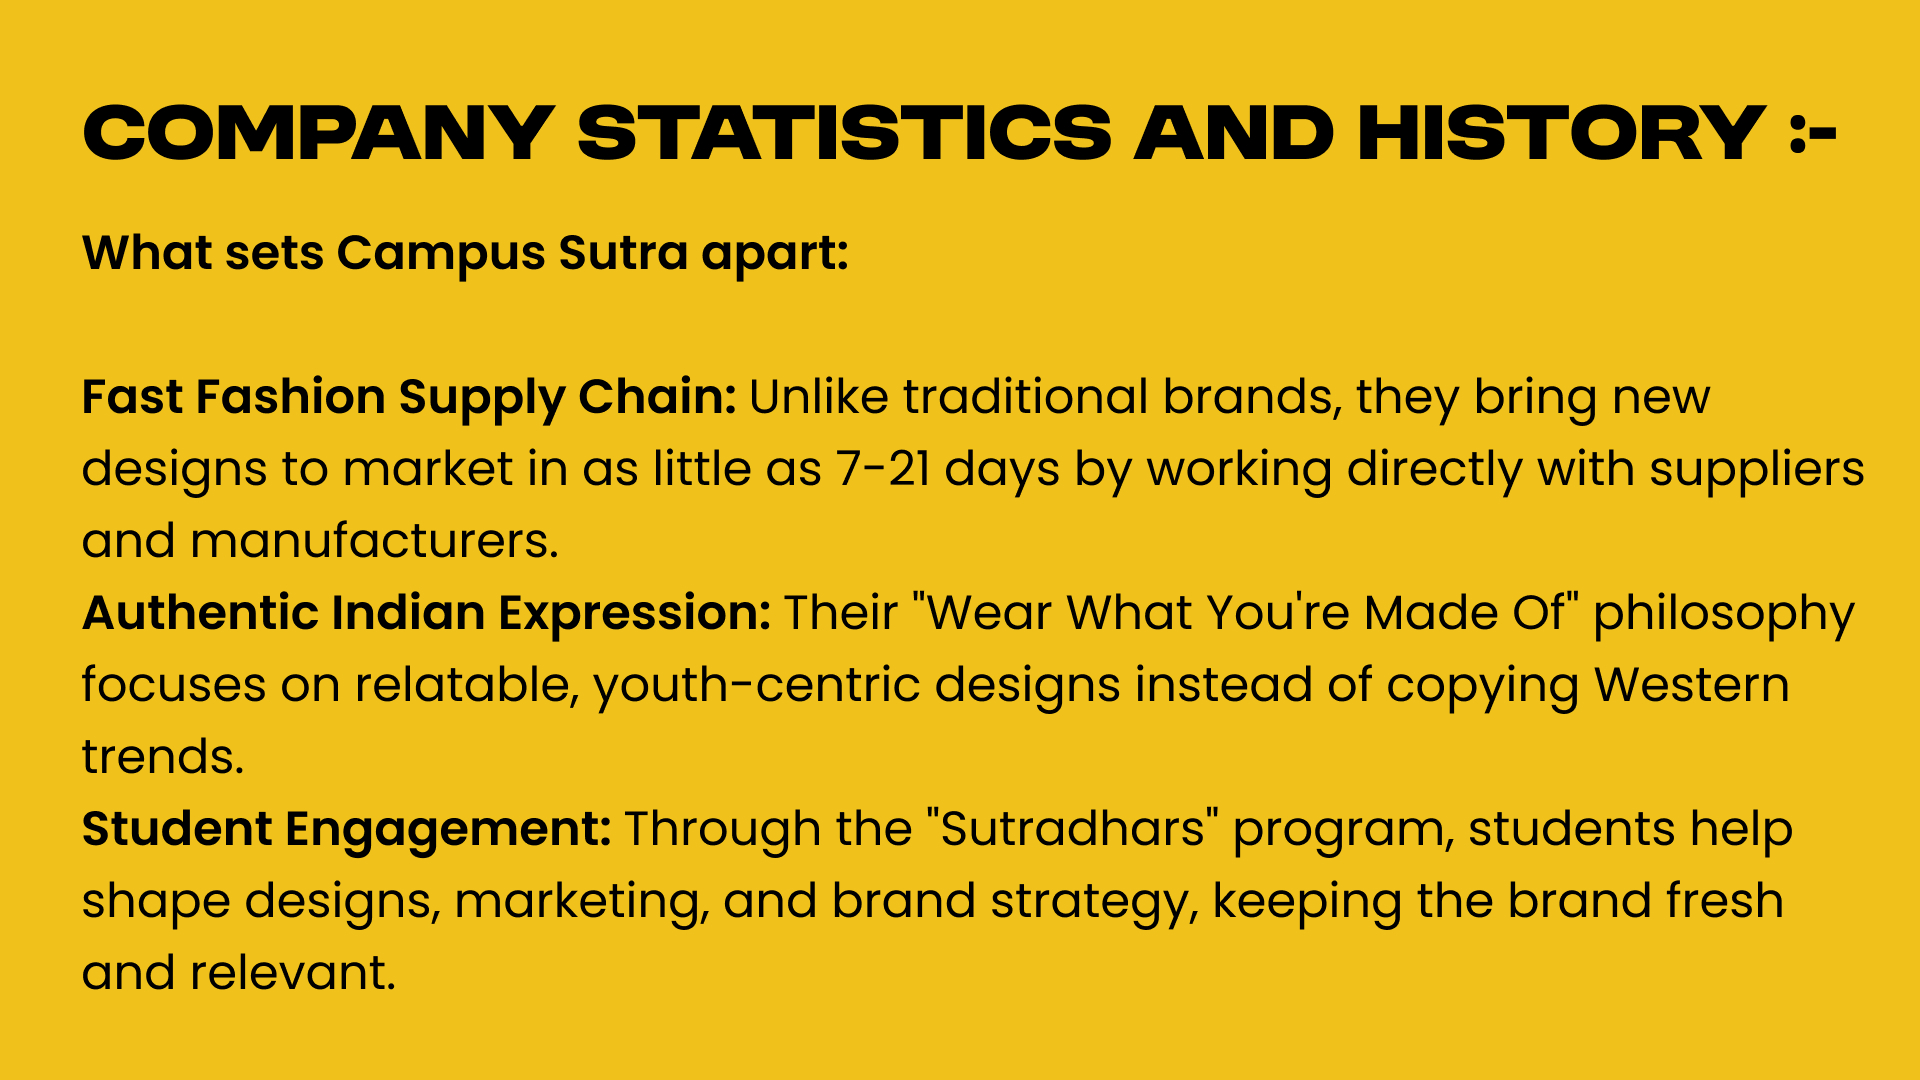 COMPANY STATISTICS AND HISTORY :-
What sets Campus Sutra apart:
Fast Fashion Supply Chain: Unlike traditional brands, they bring new
designs to market in as little as 7-21 days by working directly with suppliers
and manufacturers.
Authentic Indian Expression: Their "Wear What You're Made Of" philosophy
focuses on relatable, youth-centric designs instead of copying Western
trends.
Student Engagement: Through the "Sutradhars" program, students help
shape designs, marketing, and brand strategy, keeping the brand fresh
and relevant.